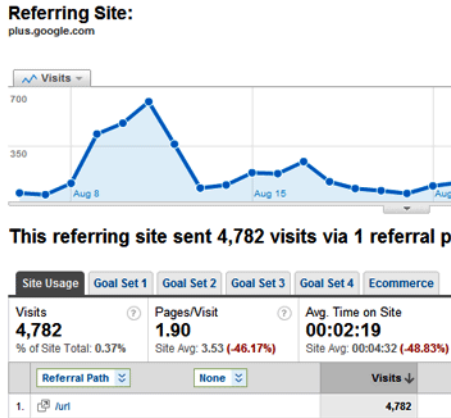 Referring Site:
plus.google.com
Visits
700
350
Aug 8
Aug 15
Aug
This referring site sent 4,782 visits via 1 referral p
Site Usage Goal Set 1 Goal Set 2 Goal Set 3 Goal Set 4 Ecommerce
Visits ? Pages/Visit ? Avg. Time on Site
4,782 1.90 00:02:19
% of Site Total: 0.37% Site Avg: 3.53 (-46.17%) Site Avg: 00:04:32 (-48.83%)
Referral Path None Visits
1. /url 4,782